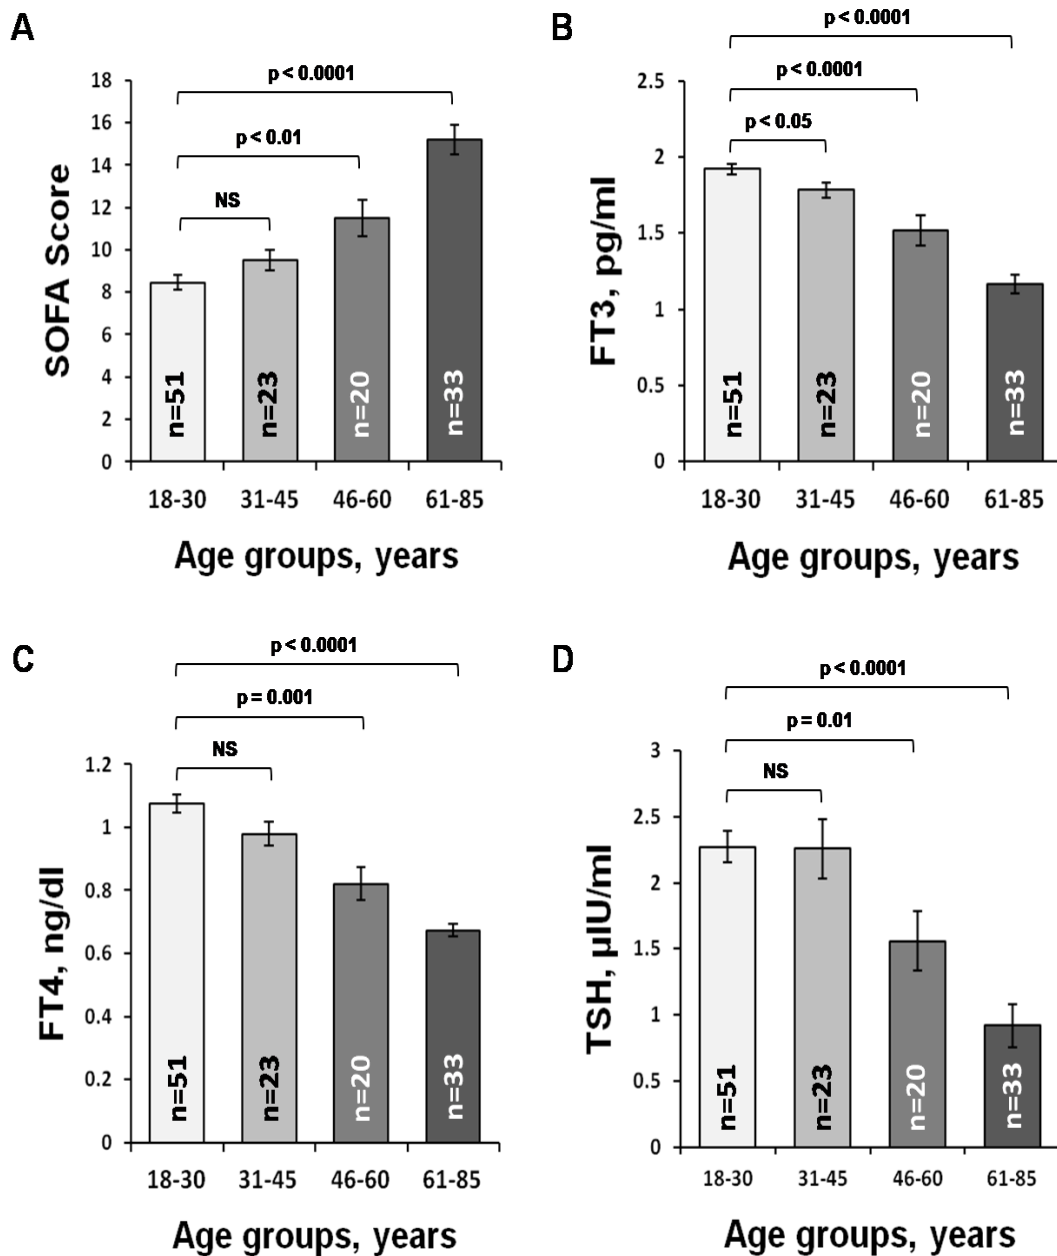 A
p < 0.0001
p < 0.01
NS
18
16
14
12
10
8
6
4
2
0
SOFA Score
n=51
n=23
n=20
n=33
18-30
31-45
46-60
61-85
Age groups, years
B
p < 0.0001
p < 0.0001
p < 0.05
2.5
2
1.5
1
0.5
0
FT3, pg/ml
n=51
n=23
n=20
n=33
18-30
31-45
46-60
61-85
Age groups, years
C
p < 0.0001
p = 0.001
NS
1.2
1
0.8
0.6
0.4
0.2
0
FT4, ng/dl
n=51
n=23
n=20
n=33
18-30
31-45
46-60
61-85
Age groups, years
D
p < 0.0001
p = 0.01
NS
3
2.5
2
1.5
1
0.5
0
TSH, µIU/ml
n=51
n=23
n=20
n=33
18-30
31-45
46-60
61-85
Age groups, years